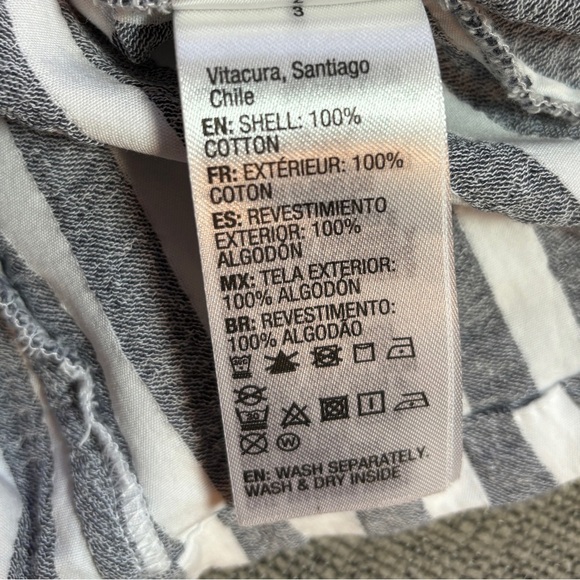 3
Vitacura, Santiago
Chile
EN: SHELL: 100%
COTTON
FR: EXTÉRIEUR: 100%
COTON
ES: REVESTIMIENTO
EXTERIOR: 100%
ALGODÓN
MX: TELA EXTERIOR:
100% ALGODÓN
BR: REVESTIMENTO:
100% ALGODÃO
W
EN: WASH SEPARATELY.
WASH & DRY INSIDE